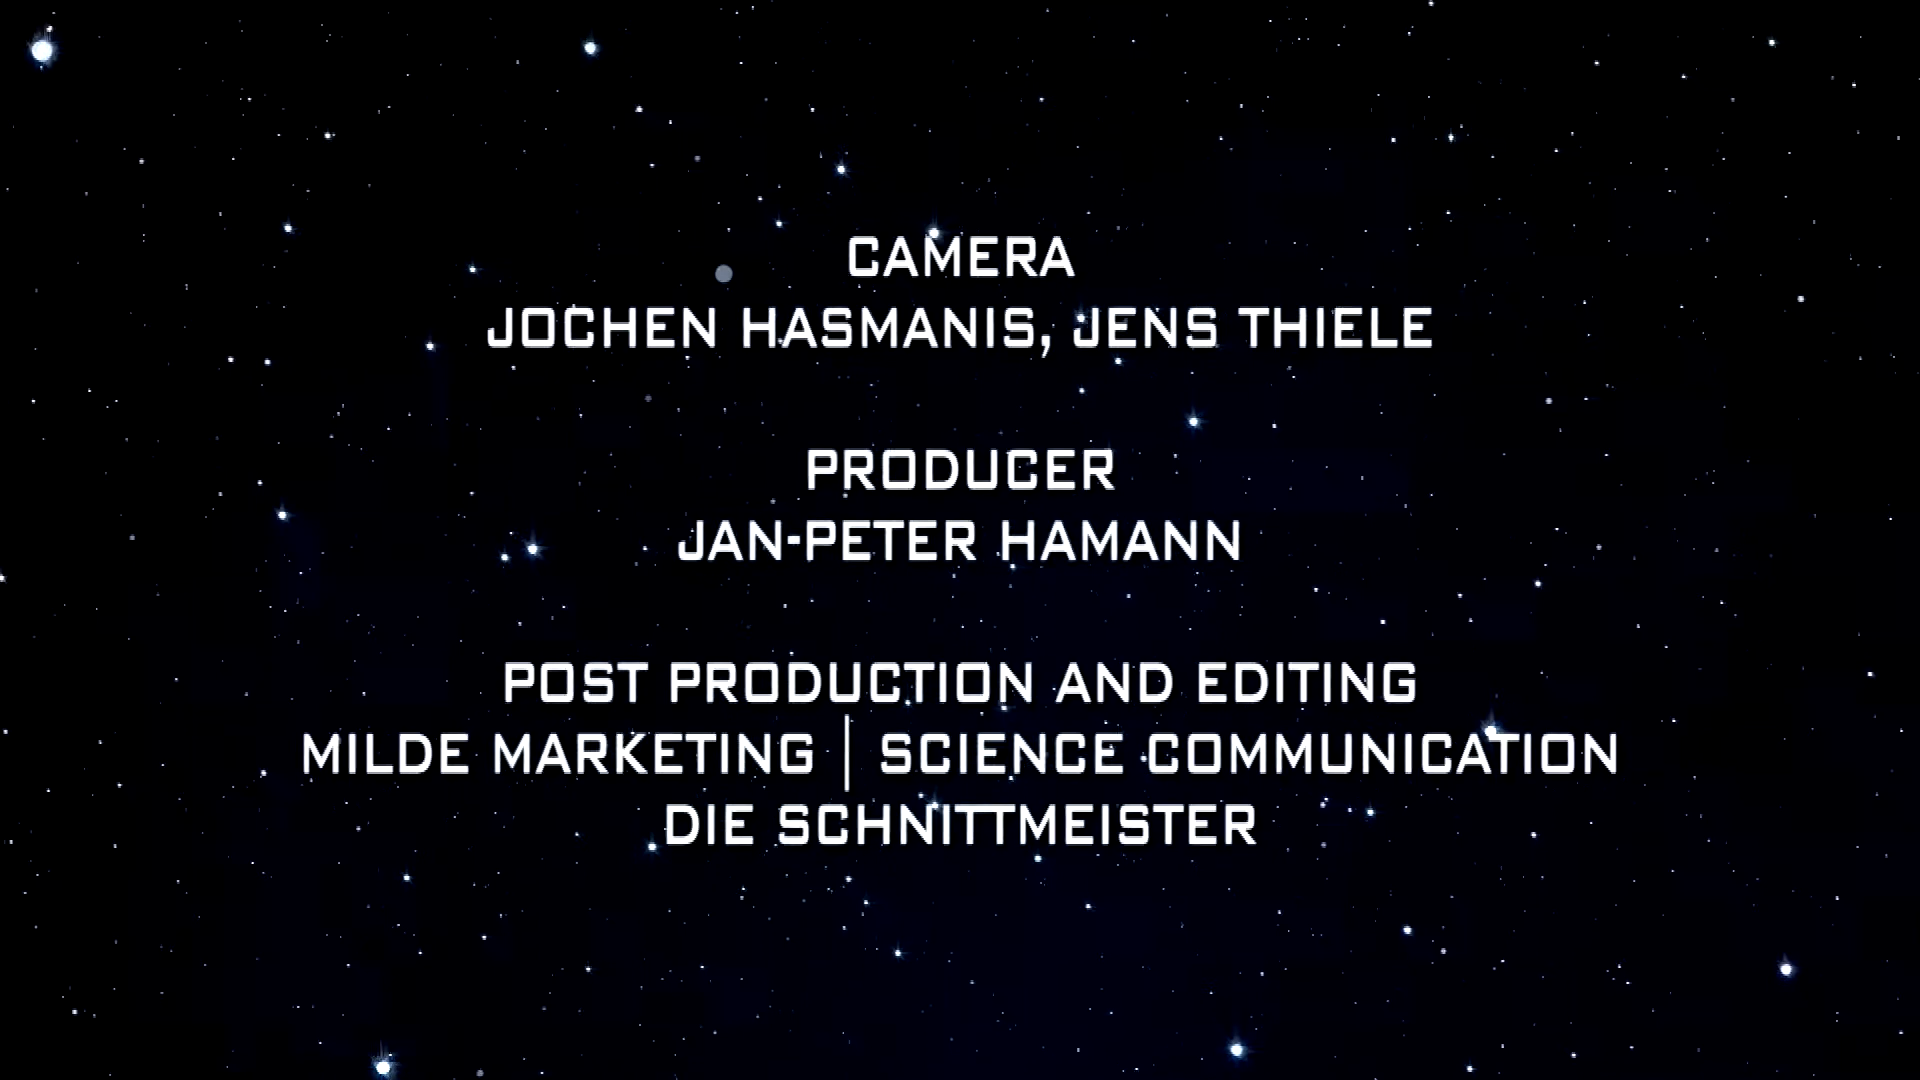 CAMERA
JOCHEN HASMANIS, JENS THIELE
PRODUCER
JAN-PETER HAMANN
POST PRODUCTION AND EDITING
MILDE MARKETING | SCIENCE COMMUNICATION
DIE SCHNITTMEISTER